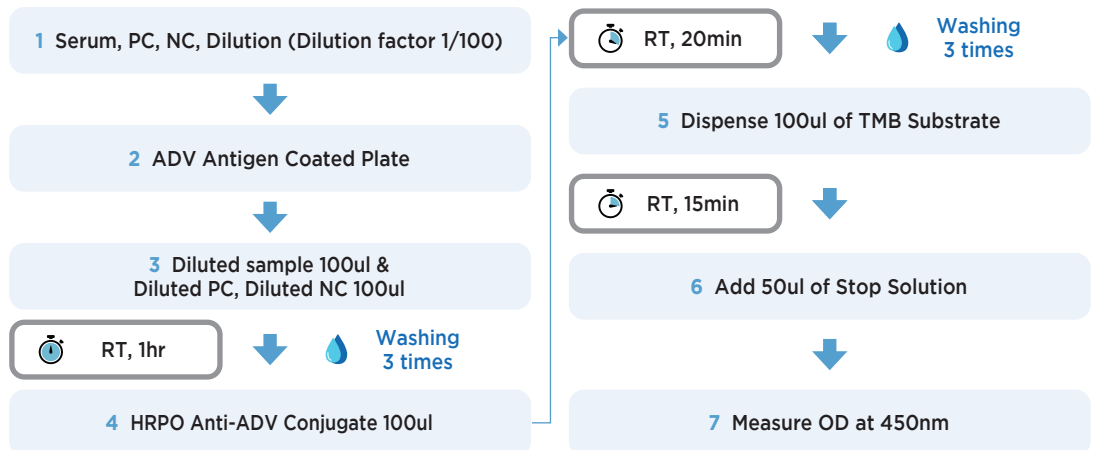 1 Serum, PC, NC, Dilution (Dilution factor 1/100)
2 ADV Antigen Coated Plate
3 Diluted sample 100ul &
Diluted PC, Diluted NC 100ul
RT, 1hr
Washing
3 times
4 HRPO Anti-ADV Conjugate 100ul
RT, 20min
Washing
3 times
5 Dispense 100ul of TMB Substrate
RT, 15min
6 Add 50ul of Stop Solution
7 Measure OD at 450nm